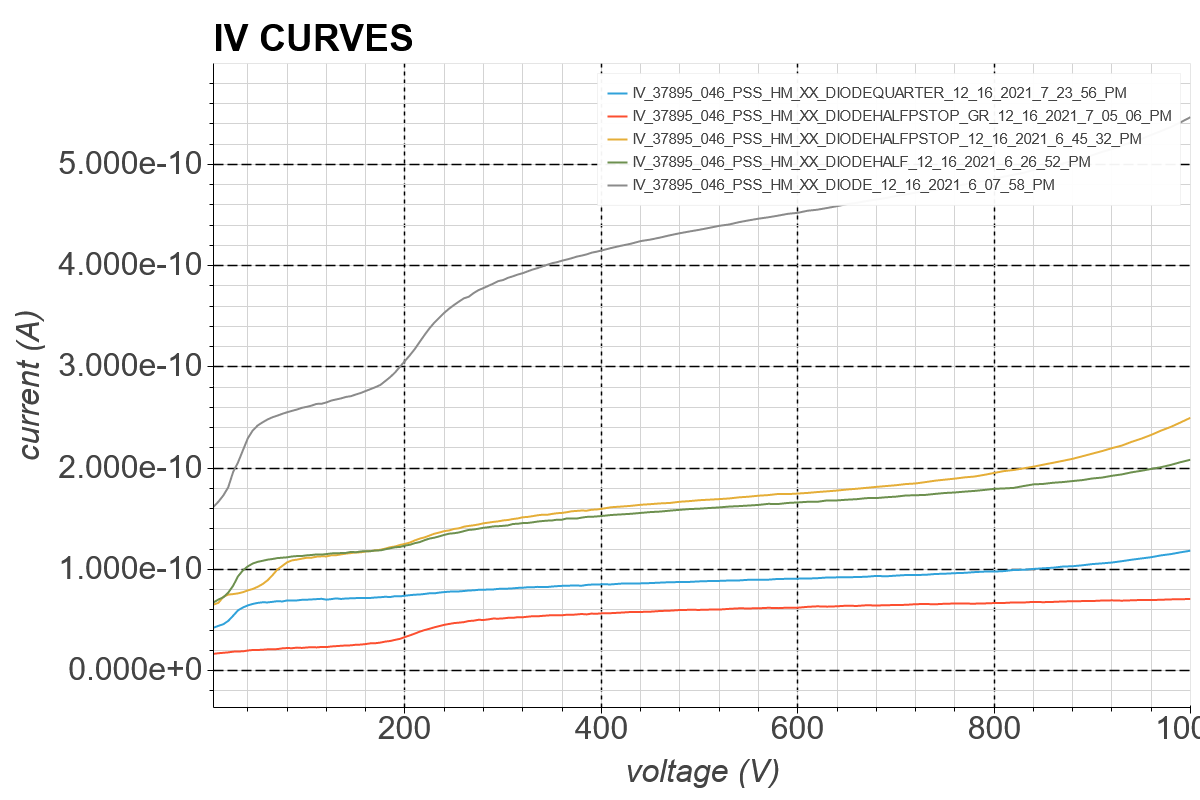 IV CURVES
IV_37895_046_PSS_HM_XX_DIODEQUARTER_12_16_2021_7_23_56_PM
IV_37895_046_PSS_HM_XX_DIODEHALFPSTOP_GR_12_16_2021_7_05_06_PM
IV_37895_046_PSS_HM_XX_DIODEHALFPSTOP_12_16_2021_6_45_32_PM
IV_37895_046_PSS_HM_XX_DIODEHALF_12_16_2021_6_26_52_PM
IV_37895_046_PSS_HM_XX_DIODE_12_16_2021_6_07_58_PM
5.000e-10
4.000e-10
3.000e-10
2.000e-10
1.000e-10
0.000e+0
current (A)
200 400 600 800
voltage (V)